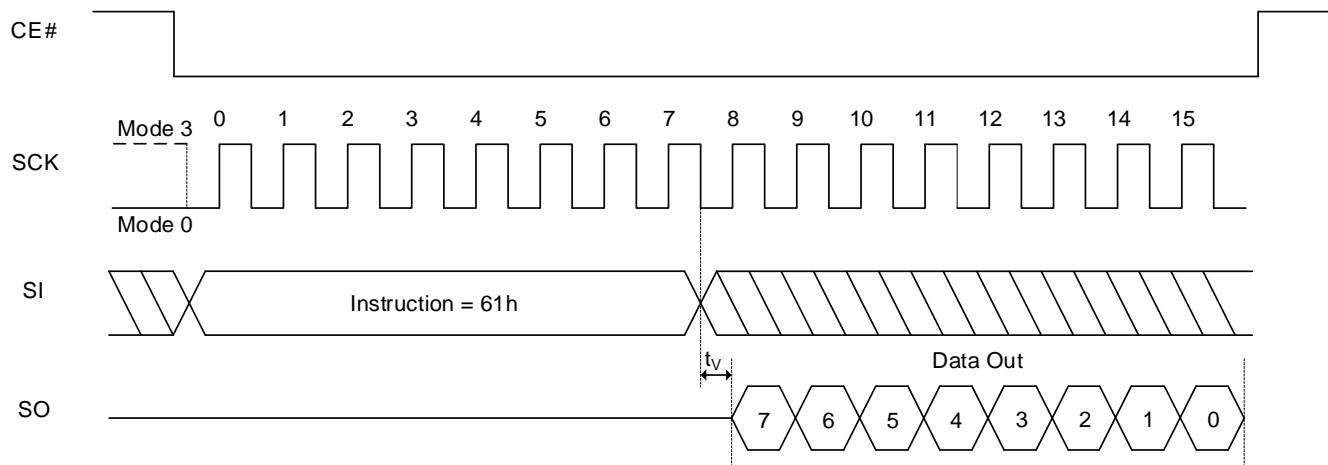 CE#
Mode 3
0 1 2 3 4 5 6 7 8 9 10 11 12 13 14 15
SCK
Mode 0
SI
Instruction = 61h
tV
Data Out
SO
7 6 5 4 3 2 1 0